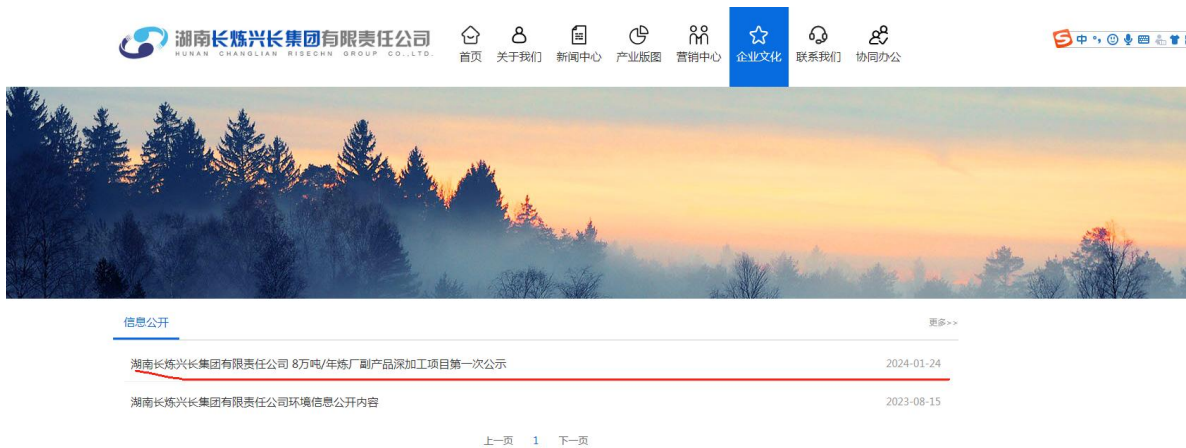 湖南长炼兴长集团有限责任公司
HUNAN CHANGLIAN RISECHN GROUP CO.,LTD.
首页 关于我们 新闻中心 产业版图 营销中心 企业文化 联系我们 协同办公
中
信息公开 更多>>
湖南长炼兴长集团有限责任公司 8万吨/年炼厂副产品深加工项目第一次公示 2024-01-24
湖南长炼兴长集团有限责任公司环境信息公开内容 2023-08-15
上一页 1 下一页